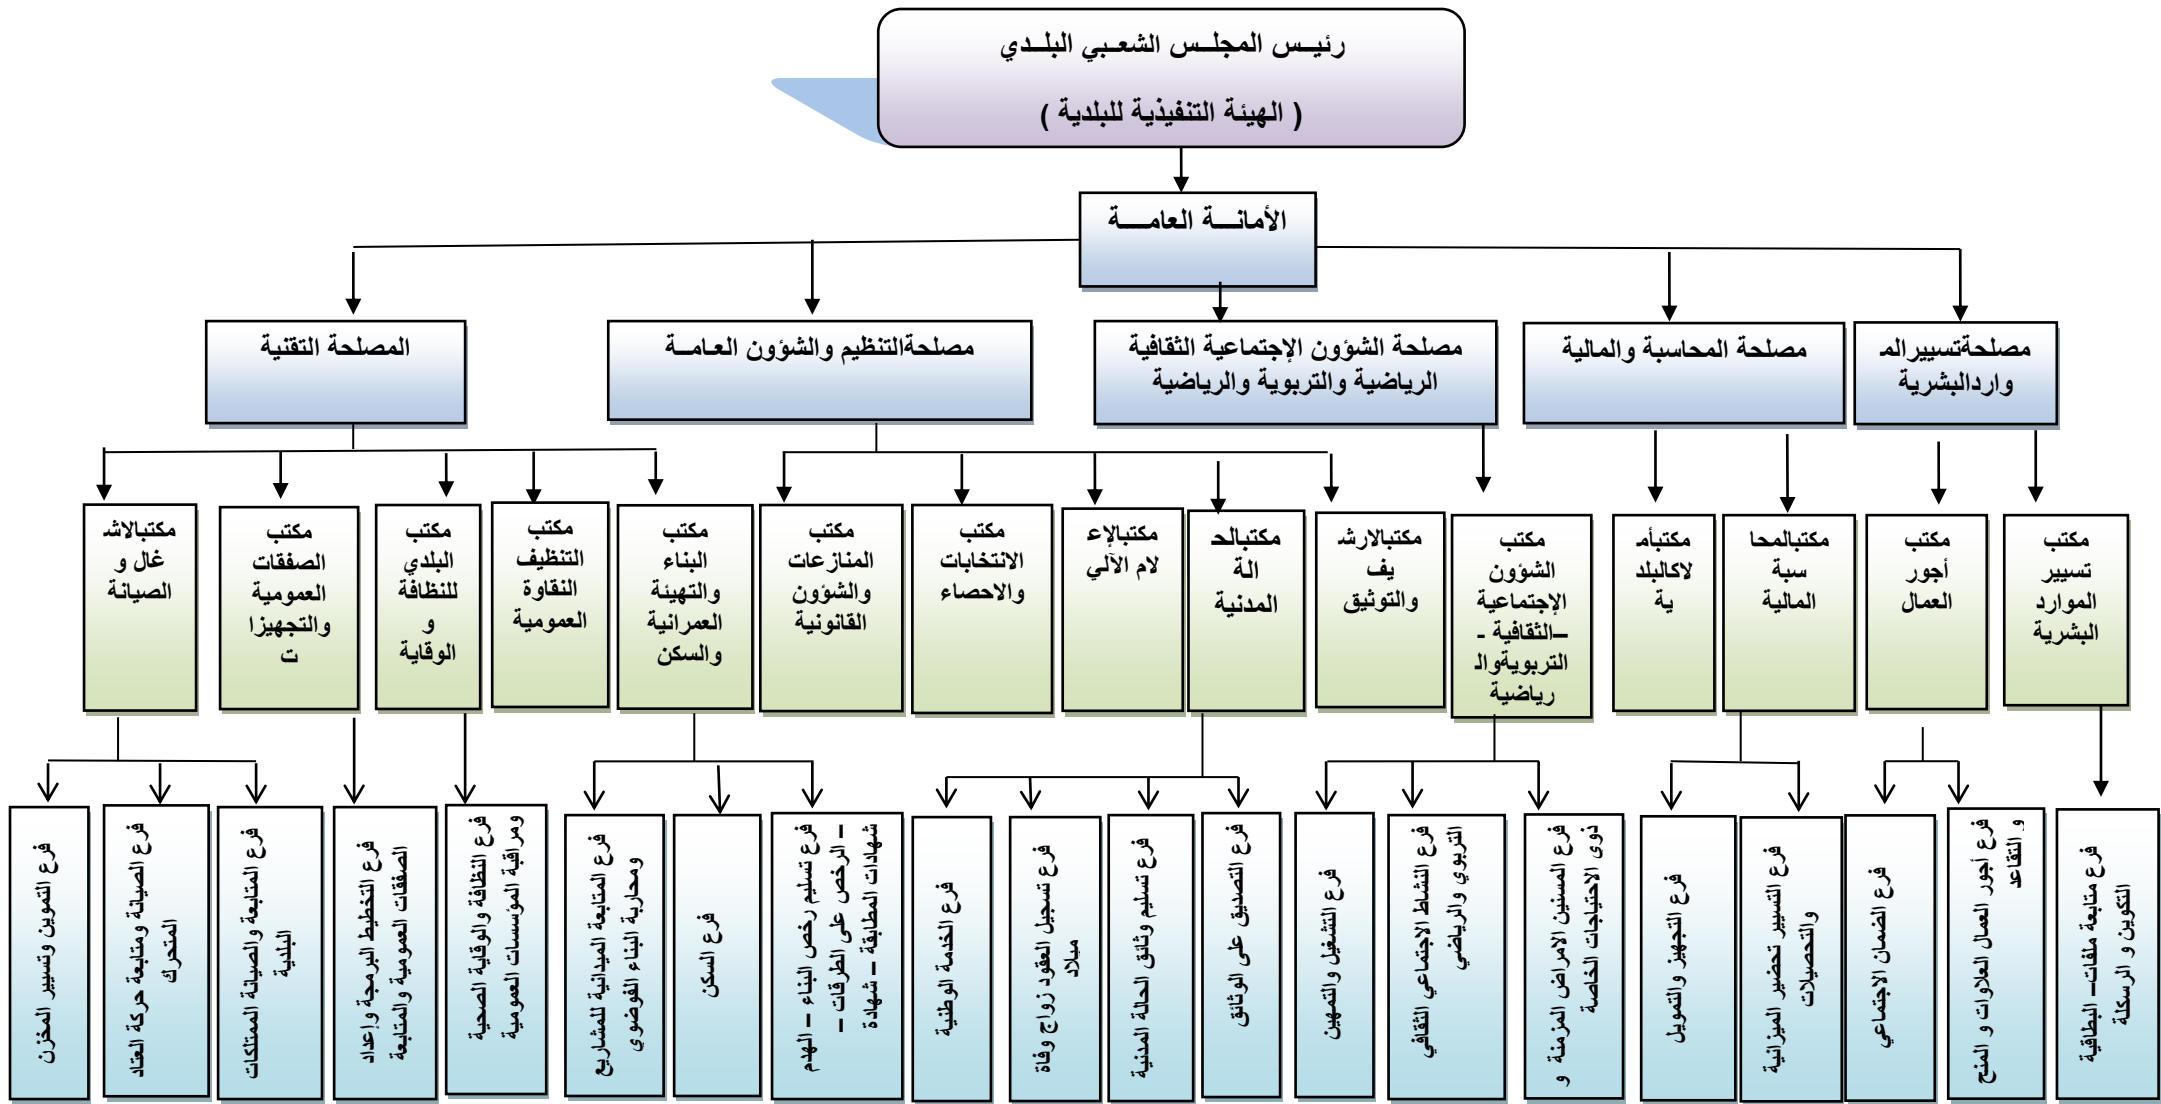 رئيس المجلس الشعبي البلدي
( الهيئة التنفيذية للبلدية )
الأمانة العامة
مصلحةتسييرالمـ
واردالبشرية
مصلحة المحاسبة والمالية
مصلحة الشؤون الإجتماعية الثقافية
الرياضية والتربوية والرياضية
مصلحةالتنظيم والشؤون العامة
المصلحة التقنية
مكتب
تسيير
الموارد
البشرية
مكتب
أجور
العمال
مكتبالمحا
سبة
المالية
مكتبأمـ
لاكالبلد
ية
مكتب
الشؤون
الإجتماعية
–الثقافية -
التربويةوالـ
رياضية
مكتبالارشـ
يف
والتوثيق
مكتبالحـ
الة
المدنية
مكتبالإعـ
لام الآلي
مكتب
الانتخابات
والاحصاء
مكتب
المنازعات
والشؤون
القانونية
مكتب
البناء
والتهيئة
العمرانية
والسكن
مكتب
التنظيف
النقاوة
العمومية
مكتب
البلدي
للنظافة
و
الوقاية
مكتب
الصفقات
العمومية
والتجهيزا
ت
مكتبالاشـ
غال و
الصيانة
فرع متابعة ملفات– البطاقية
التكوين و الرسكلة
فرع أجور العمال العلاوات و المنح
و التقاعد
فرع الضمان الاجتماعي
فرع التسيير تحضير الميزانية
والتحصيلات
فرع التجهيز والتمويل
فرع المسنين الامراض المزمنة و
ذوى الاحتياجات الخاصة
فرع النشاط الاجتماعي الثقافي
التربوي والرياضي
فرع التشغيل والتمهين
فرع التصديق على الوثائق
فرع تسليم وثائق الحالة المدنية
فرع تسجيل العقود زواج وفاة
ميلاد
فرع الخدمة الوطنية
فرع تسليم رخص البناء – الهدم
– الرخص على الطرقات –
شهادات المطابقة – شهادة
فرع السكن
فرع المتابعة الميدانية للمشاريع
ومحاربة البناء الفوضوي
فرع النظافة والوقاية الصحية
ومراقبة المؤسسات العمومية
فرع التخطيط البرمجة وإعداد
الصفقات العمومية والمتابعة
فرع المتابعة والصيانة الممتلكات
البلدية
فرع الصيانة ومتابعة حركة العتاد
المتحرك
فرع التموين وتسيير المخزن